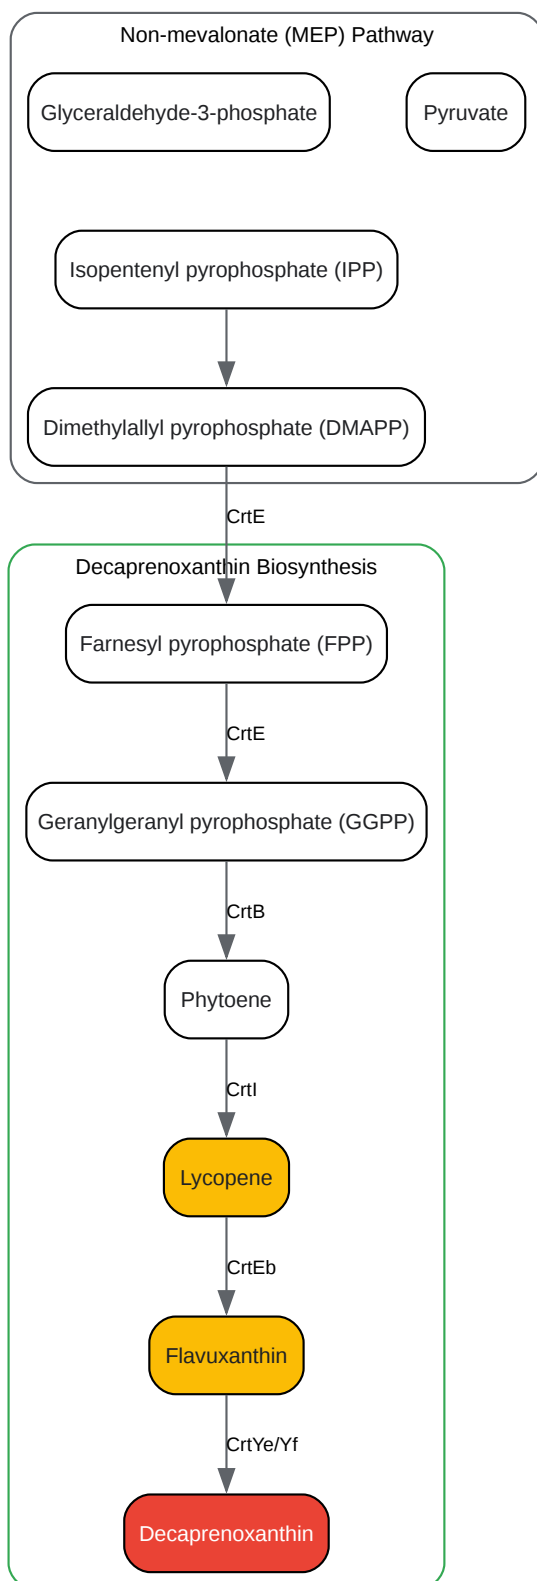 Non-mevalonate (MEP) Pathway
Glyceraldehyde-3-phosphate
Pyruvate
Isopentenyl pyrophosphate (IPP)
Dimethylallyl pyrophosphate (DMAPP)
CrtE
Decaprenoxanthin Biosynthesis
Farnesyl pyrophosphate (FPP)
CrtE
Geranylgeranyl pyrophosphate (GGPP)
CrtB
Phytoene
CrtI
Lycopene
CrtEb
Flavuxanthin
CrtYe/Yf
Decaprenoxanthin